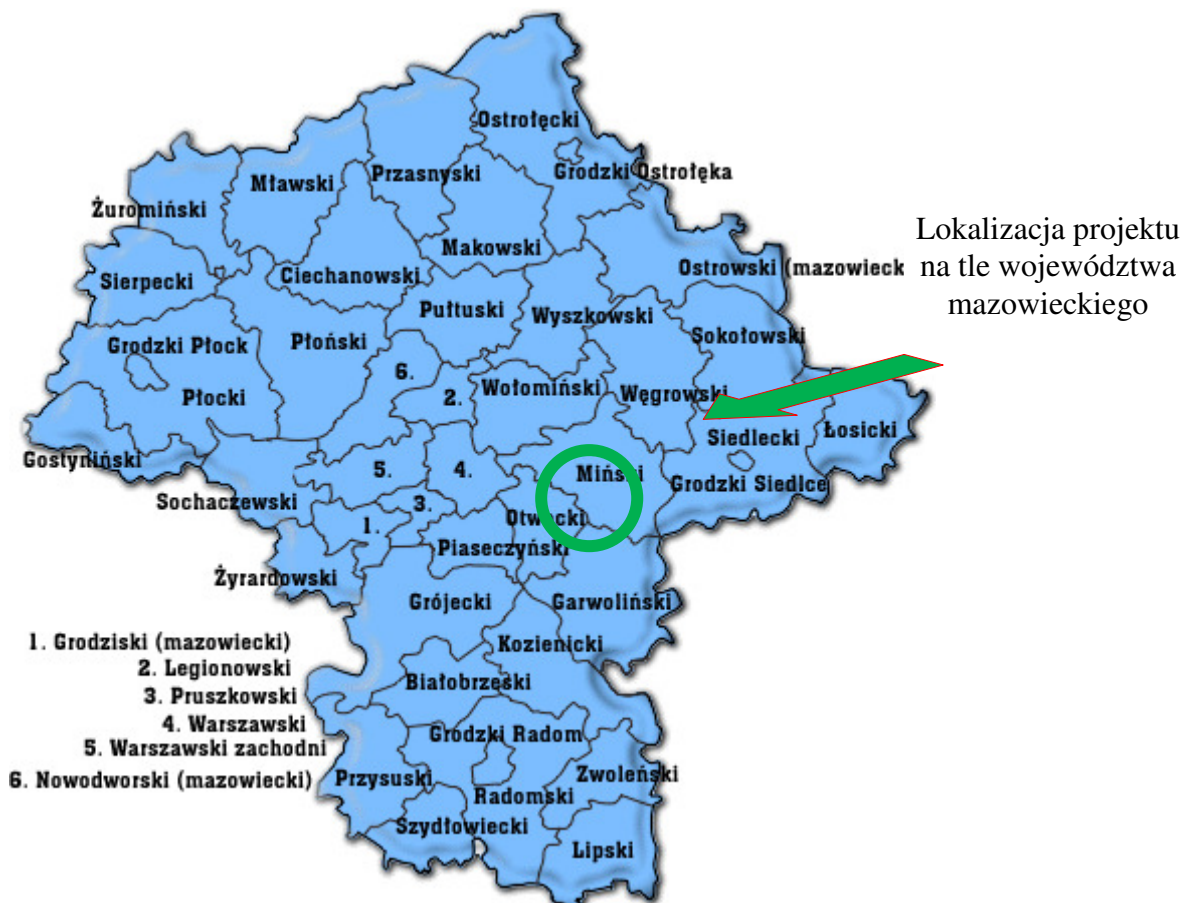 Ostrołęcki
Grodzki Ostrołęka
Przasnyski
Mławski
Żuromiński
Makowski
Ciechanowski
Sierpecki
Ostrowski (mazowieck
Lokalizacja projektu
na tle województwa
mazowieckiego
Pułtuski
Wyszkowski
Sokołowski
Grodzki Płock
Płoński
6.
Wołomiński
Węgrowski
2.
Płocki
Siedlecki
Łosicki
Gostyniński
5.
4.
Miński
Grodzki Siedlce
Sochaczewski
3.
1.
Otwocki
Piaseczyński
Żyrardowski
Grójecki
Garwoliński
Kozienicki
1. Grodziski (mazowiecki)
2. Legionowski
3. Pruszkowski
4. Warszawski
5. Warszawski zachodni
6. Nowodworski (mazowiecki)
Białobrzeski
Grodzki Radom
Przysuski
Zwoleński
Radomski
Szydłowiecki
Lipski